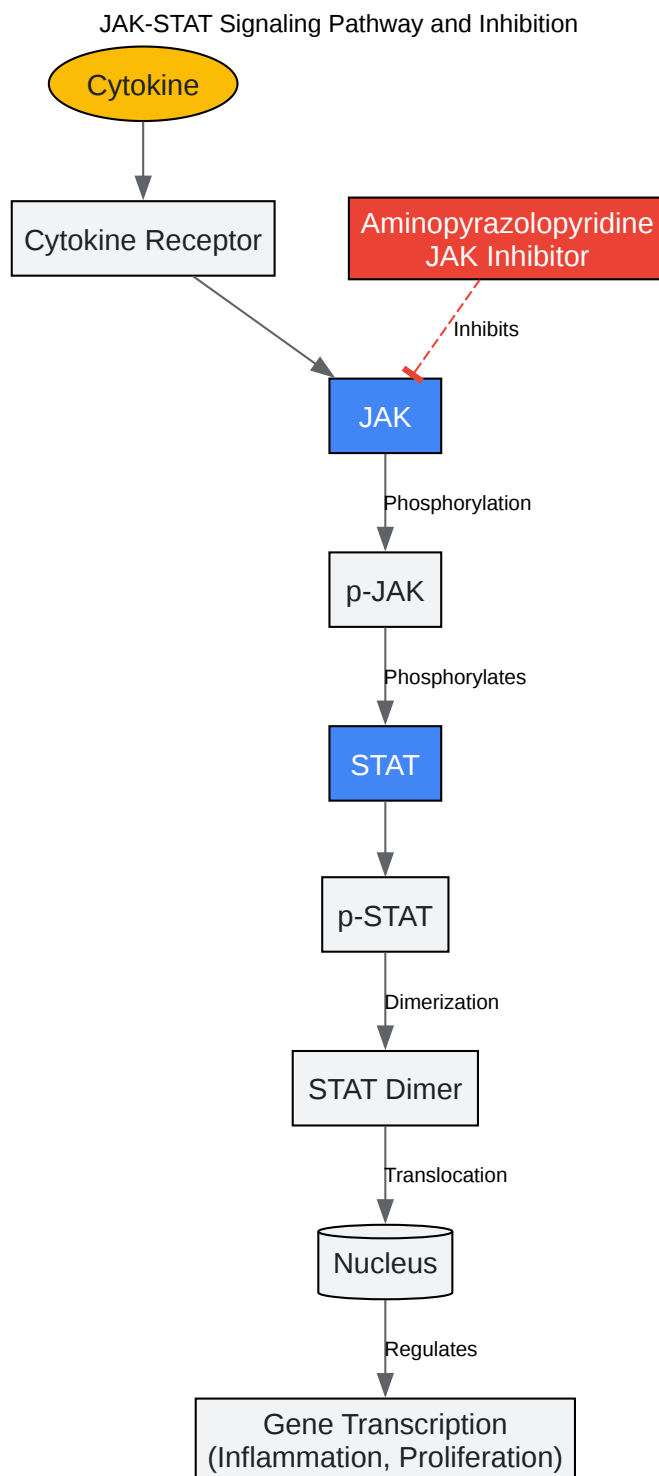 JAK-STAT Signaling Pathway and Inhibition
Cytokine
Cytokine Receptor
Aminopyrazolopyridine
JAK Inhibitor
Inhibits
JAK
Phosphorylation
p-JAK
Phosphorylates
STAT
p-STAT
Dimerization
STAT Dimer
Translocation
Nucleus
Regulates
Gene Transcription
(Inflammation, Proliferation)